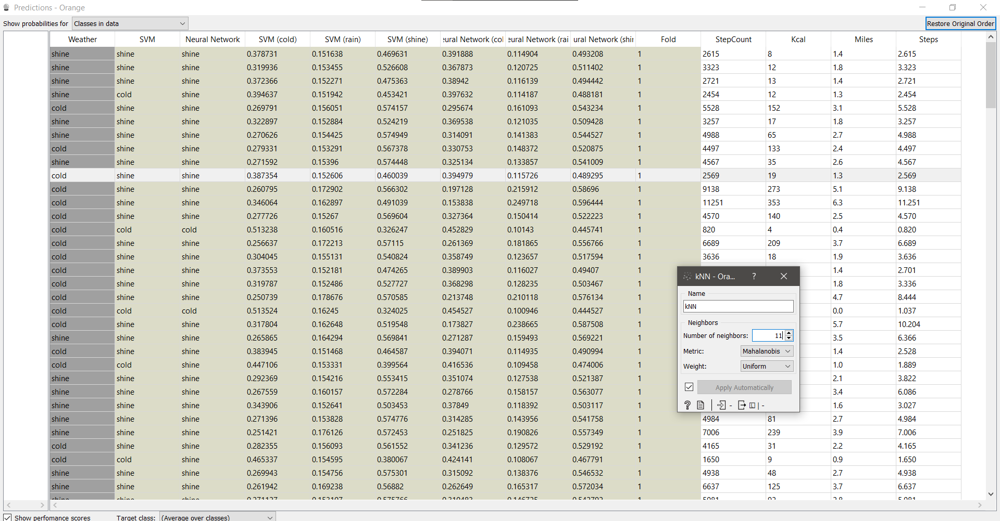 Predictions - Orange
Show probabilities for Classes in data Restore Original Order
Weather SVM Neural Network SVM (cold) SVM (rain) SVM (shine) eural Network (col eural Network (rai ural Network (shin Fold StepCount Kcal Miles Steps
shine shine shine 0.378731 0.151638 0.469631 0.391888 0.114904 0.493208 1 2615 8 1.4 2.615
shine shine shine 0.319936 0.153455 0.526608 0.367873 0.120725 0.511402 1 3323 12 1.8 3.323
shine shine shine 0.372366 0.152271 0.475363 0.38942 0.116139 0.494442 1 2721 13 1.4 2.721
shine cold shine 0.394637 0.151942 0.453421 0.397632 0.114187 0.488181 1 2454 12 1.3 2.454
cold shine shine 0.269791 0.156051 0.574157 0.295674 0.161093 0.543234 1 5528 152 3.1 5.528
shine shine shine 0.322897 0.152884 0.524219 0.369538 0.121035 0.509428 1 3257 17 1.8 3.257
shine shine shine 0.270626 0.154425 0.574949 0.314091 0.141383 0.544527 1 4988 65 2.7 4.988
cold shine shine 0.279331 0.153291 0.567378 0.330753 0.148372 0.520875 1 4497 133 2.4 4.497
shine shine shine 0.271592 0.15396 0.574448 0.325134 0.133857 0.541009 1 4567 35 2.6 4.567
cold shine shine 0.387354 0.152606 0.460039 0.394979 0.115726 0.489295 1 2569 19 1.3 2.569
cold shine shine 0.260795 0.172902 0.566302 0.197128 0.215912 0.58696 1 9138 273 5.1 9.138
cold shine shine 0.346064 0.162897 0.491039 0.153838 0.249718 0.596444 1 11251 353 6.3 11.251
cold shine shine 0.277726 0.15267 0.569604 0.327364 0.150414 0.522223 1 4570 140 2.5 4.570
cold cold cold 0.513238 0.160516 0.326247 0.452829 0.10143 0.445741 1 820 4 0.4 0.820
cold shine shine 0.256637 0.172213 0.57115 0.261369 0.181865 0.556766 1 6689 209 3.7 6.689
cold shine shine 0.304045 0.155131 0.540824 0.358749 0.123657 0.517594 1 3636 18 1.9 3.636
cold shine shine 0.373553 0.152181 0.474265 0.389903 0.116027 0.49407 1 1.4 2.701
cold shine shine 0.319787 0.152486 0.527727 0.368298 0.128235 0.503467 1 1.8 3.336
cold shine shine 0.250739 0.178676 0.570585 0.213748 0.210118 0.576134 1 4.7 8.444
cold cold cold 0.513524 0.16245 0.324025 0.454527 0.100946 0.444527 1 0.0 1.037
cold shine shine 0.317804 0.162648 0.519548 0.173827 0.238665 0.587508 1 5.7 10.204
shine shine shine 0.265865 0.164294 0.569841 0.271287 0.159493 0.569221 1 3.5 6.366
cold shine shine 0.383945 0.151468 0.464587 0.394071 0.114935 0.490994 1 1.4 2.528
cold cold shine 0.447106 0.153331 0.399564 0.416536 0.109458 0.474006 1 1.0 1.889
shine shine shine 0.292369 0.154216 0.553415 0.351074 0.127538 0.521387 1 2.1 3.822
shine shine shine 0.267559 0.160157 0.572284 0.278766 0.158157 0.563077 1 3.4 6.086
shine shine shine 0.343906 0.152641 0.503453 0.37849 0.118392 0.503117 1 1.6 3.027
shine shine shine 0.271396 0.153828 0.574776 0.314285 0.143956 0.541758 1 4984 81 2.7 4.984
shine shine shine 0.251421 0.176126 0.572453 0.251825 0.190826 0.557349 1 7006 239 3.9 7.006
cold shine shine 0.282355 0.156093 0.561552 0.341236 0.129572 0.529192 1 4165 31 2.2 4.165
cold cold shine 0.465337 0.154595 0.380067 0.424141 0.108067 0.467791 1 1650 9 0.9 1.650
shine shine shine 0.269943 0.154756 0.575301 0.315092 0.138376 0.546532 1 4938 48 2.7 4.938
shine shine shine 0.261942 0.169238 0.56882 0.262649 0.165317 0.572034 1 6637 125 3.7 6.637
kNN - Ora... ?
Name
kNN
Neighbors
Number of neighbors: 11
Metric: Mahalanobis
Weight: Uniform
Apply Automatically
? - | -
Show perfomance scores Target class: (Average over classes)